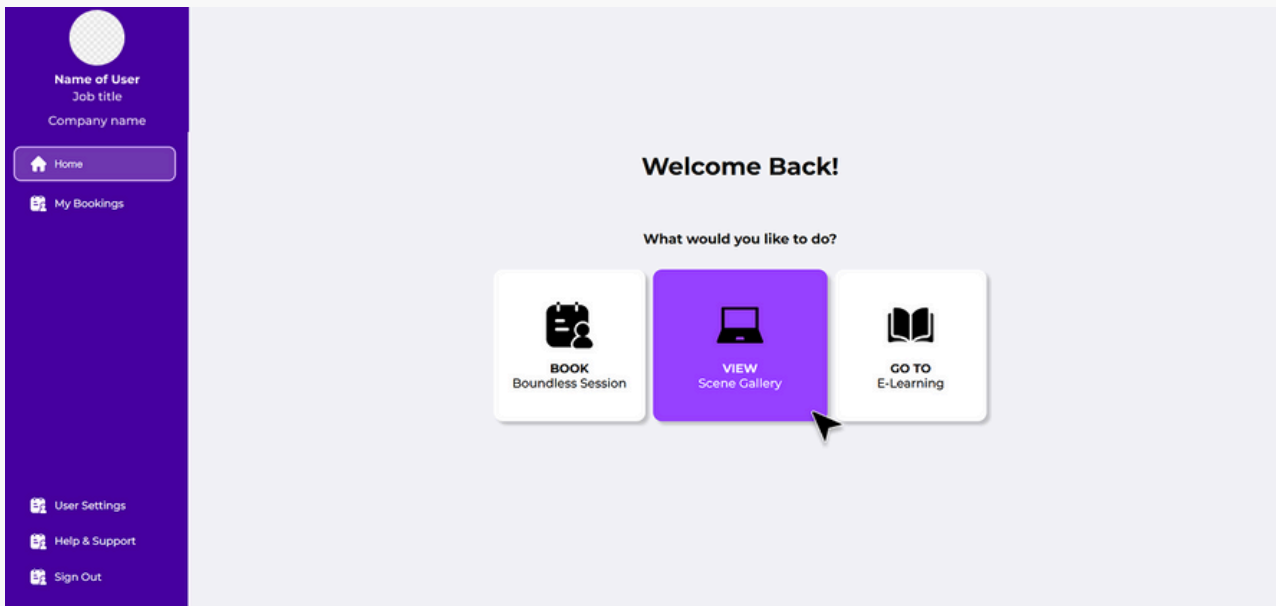 Name of User
Job title
Company name
Home
My Bookings
User Settings
Help & Support
Sign Out
Welcome Back!
What would you like to do?
BOOK
Boundless Session
VIEW
Scene Gallery
GO TO
E-Learning